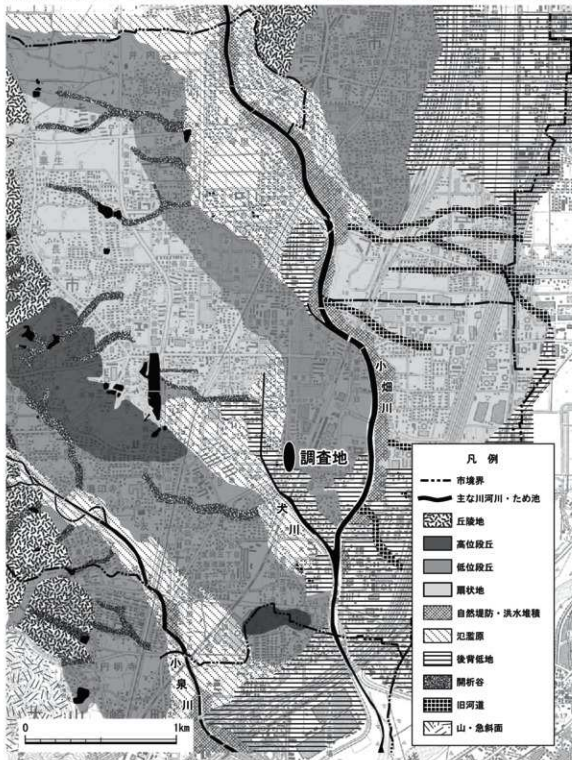 小畑川
調査地
犬川
小泉川
0
1km
凡例
市境界
主な川河川・ため池
丘陵地
高位段丘
低位段丘
扇状地
自然堤防・洪水堆積
氾濫原
後背低地
開析谷
旧河道
山・急斜面